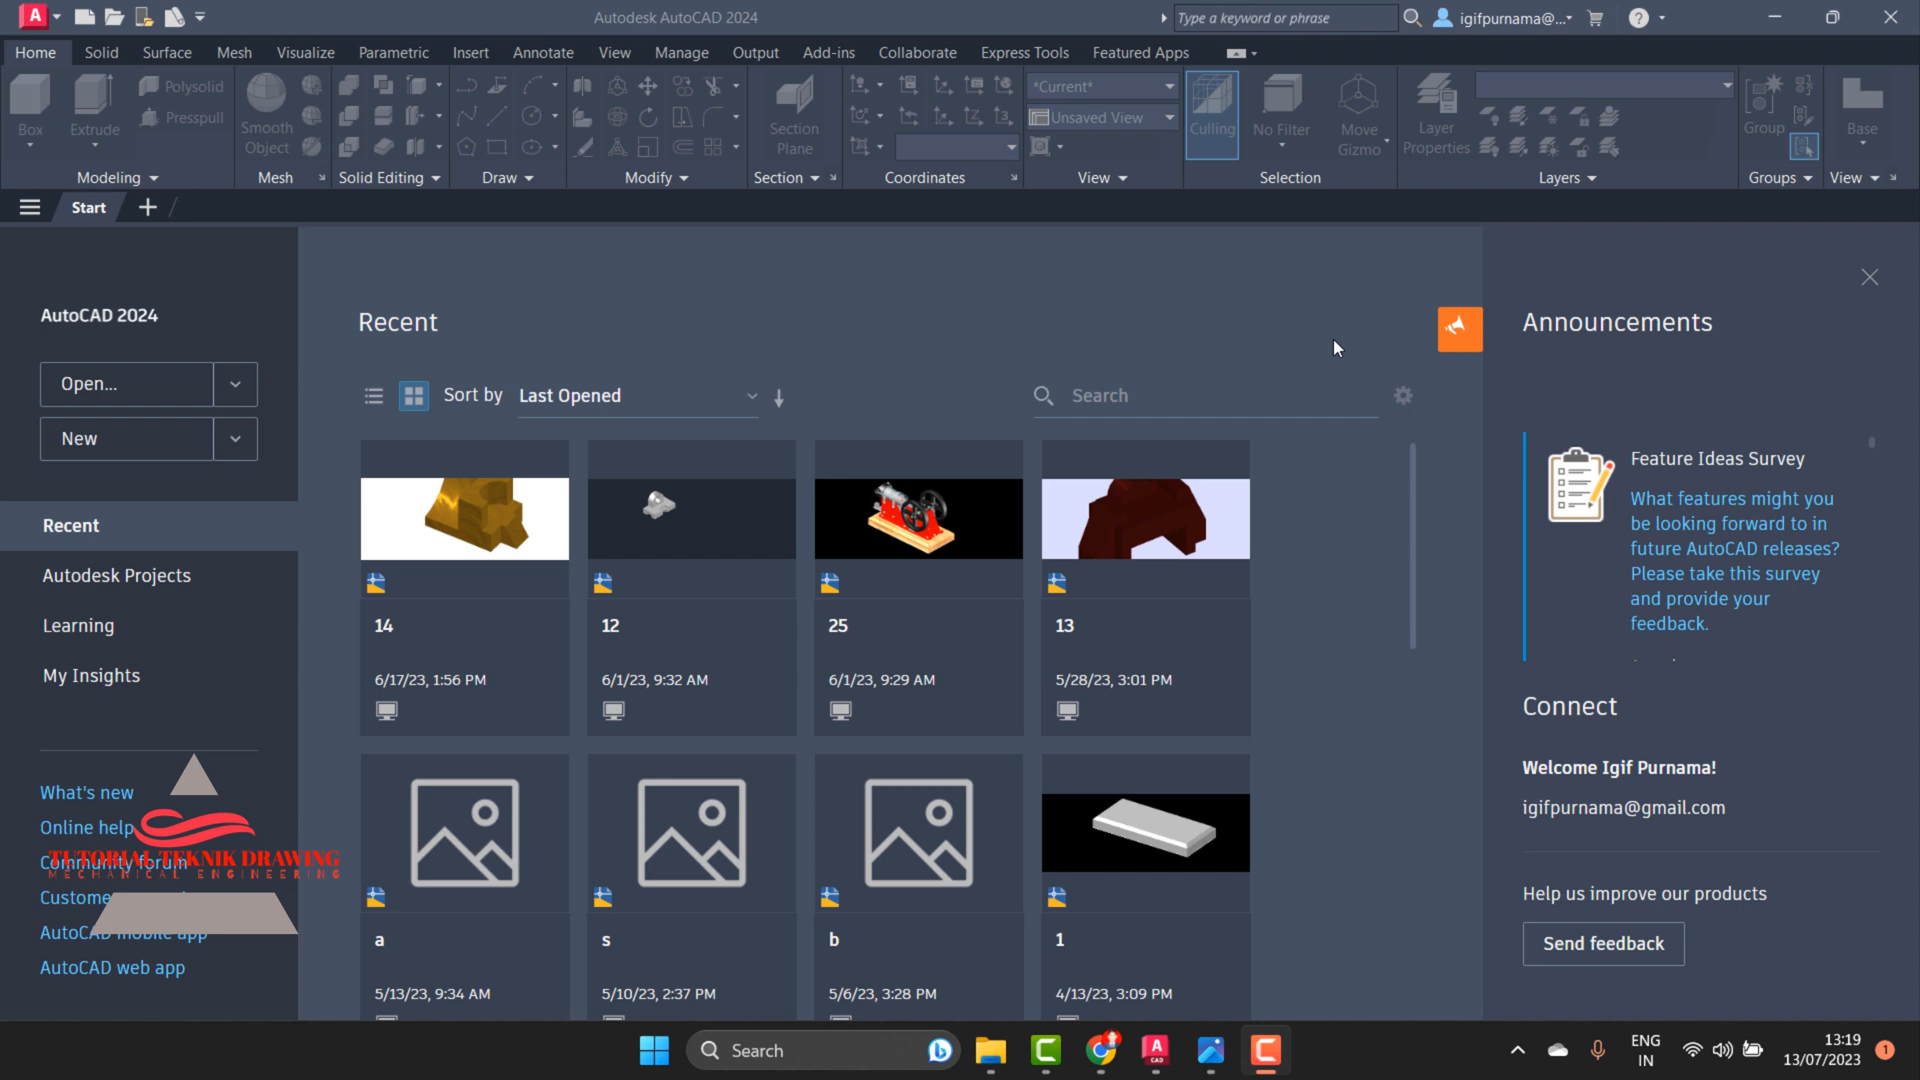 A
Autodesk AutoCAD 2024
Type a keyword or phrase
igifpurnama@...
Home
Solid
Surface
Mesh
Visualize
Parametric
Insert
Annotate
View
Manage
Output
Add-ins
Collaborate
Express Tools
Featured Apps
Box
Extrude
Polysolid
Presspull
Smooth
Object
Section
Plane
*Current*
Unsaved View
Culling
No Filter
Move
Gizmo
Layer
Properties
Group
Base
Modeling
Mesh
Solid Editing
Draw
Modify
Section
Coordinates
View
Selection
Layers
Groups
View
Start
AutoCAD 2024
Open...
New
Recent
Autodesk Projects
Learning
My Insights
What's new
Online help
Community forum
AutoCAD mobile app
AutoCAD web app
TUTORIAL TEKNIK DRAWING
MECHANICAL ENGINEERING
Recent
Sort by
Last Opened
Search
14
6/17/23, 1:56 PM
12
6/1/23, 9:32 AM
25
6/1/23, 9:29 AM
13
5/28/23, 3:01 PM
a
5/13/23, 9:34 AM
s
5/10/23, 2:37 PM
b
5/6/23, 3:28 PM
1
4/13/23, 3:09 PM
Announcements
Feature Ideas Survey
What features might you
be looking forward to in
future AutoCAD releases?
Please take this survey
and provide your
feedback.
Connect
Welcome Igif Purnama!
igifpurnama@gmail.com
Help us improve our products
Send feedback
Search
A
CAD
ENG
IN
13:19
13/07/2023
1